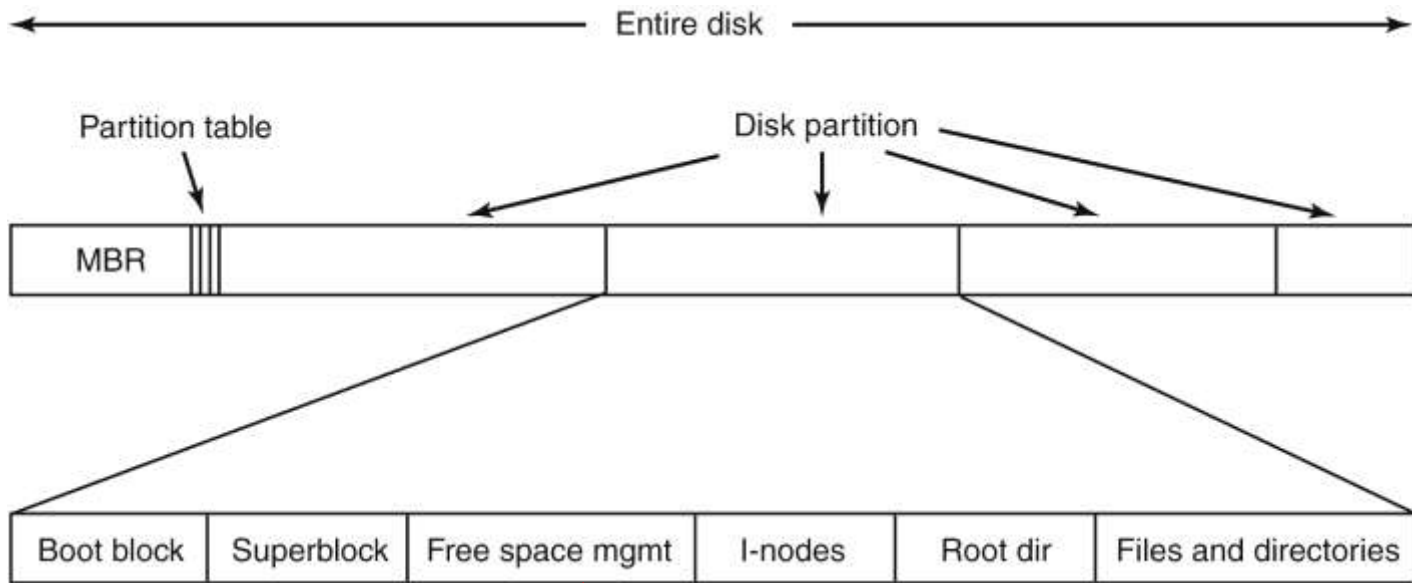 Entire disk
Partition table
Disk partition
MBR
Boot block
Superblock
Free space mgmt
I-nodes
Root dir
Files and directories